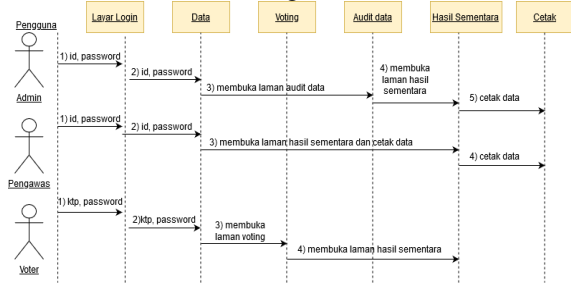 Pengguna
Layar Login
Data
Voting
Audit data
Hasil Sementara
Cetak
1) id, password
2) id, password
3) membuka laman audit data
4) membuka
laman hasil
sementara
5) cetak data
Admin
1) id, password
2) id, password
3) membuka laman hasil sementara dan cetak data
4) cetak data
Pengawas
1) ktp, password
2)ktp, password
3) membuka
laman voting
4) membuka laman hasil sementara
Voter